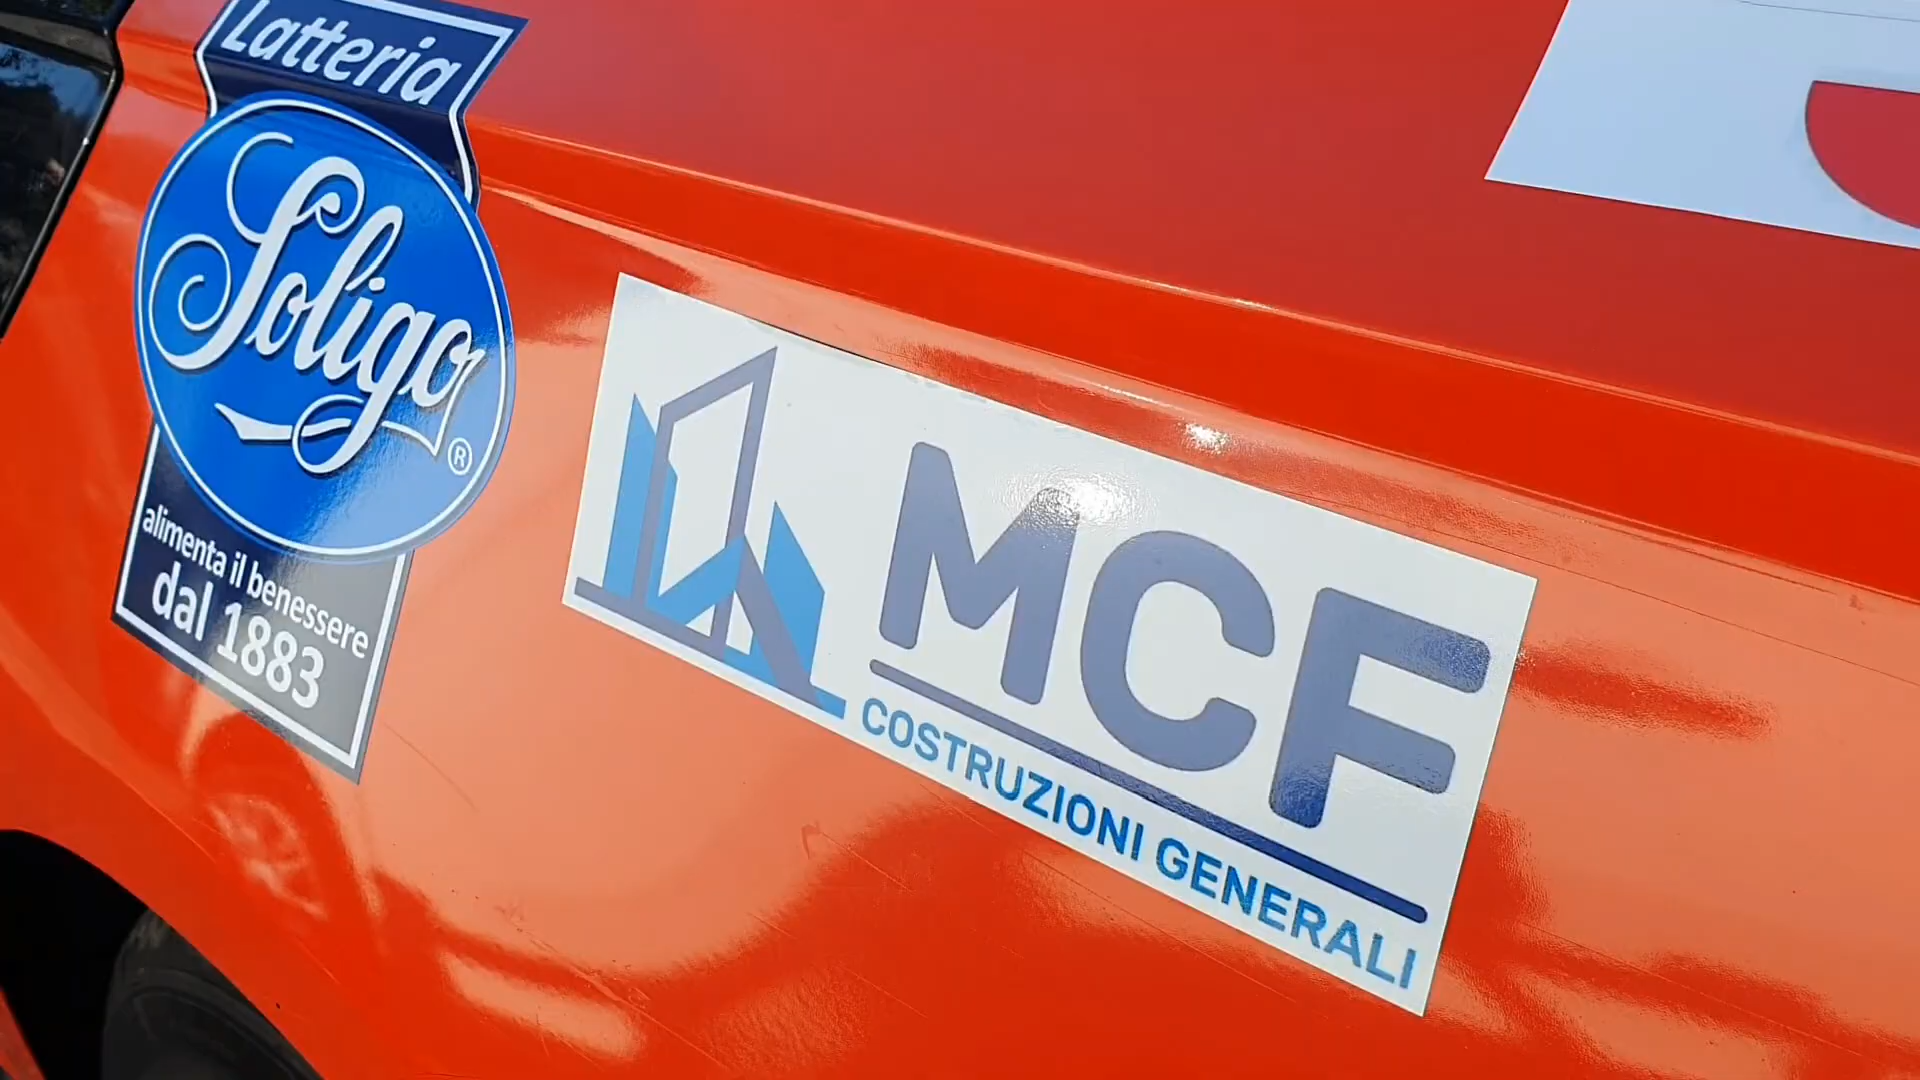 Latteria
Soligo
®
alimenta il benessere
dal 1883
MCF
COSTRUZIONI GENERALI